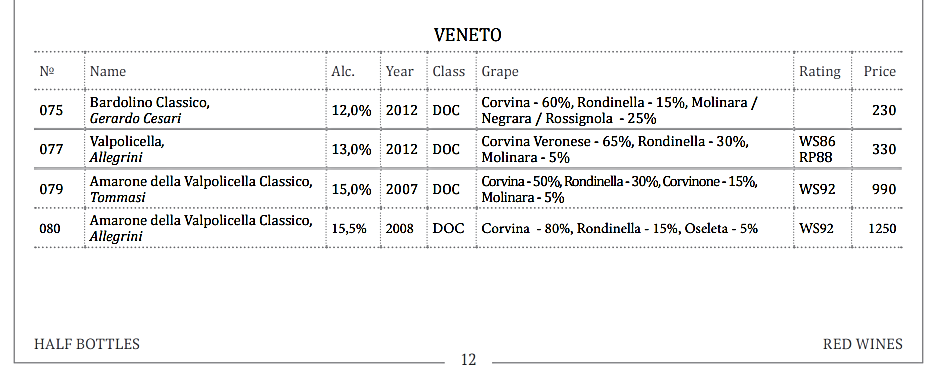 VENETO
№ Name Alc. Year Class Grape Rating Price
075 Bardolino Classico, 12,0% 2012 DOC Corvina - 60%, Rondinella - 15%, Molinara / 230
Gerardo Cesari Negrara / Rossignola - 25%
077 Valpolicella, 13,0% 2012 DOC Corvina Veronese - 65%, Rondinella - 30%, WS86 330
Allegrini Molinara - 5% RP88
079 Amarone della Valpolicella Classico, 15,0% 2007 DOC Corvina - 50%, Rondinella - 30%, Corvinone - 15%, WS92 990
Tommasi Molinara - 5%
080 Amarone della Valpolicella Classico, 15,5% 2008 DOC Corvina - 80%, Rondinella - 15%, Oseleta - 5% WS92 1250
Allegrini
HALF BOTTLES RED WINES
12